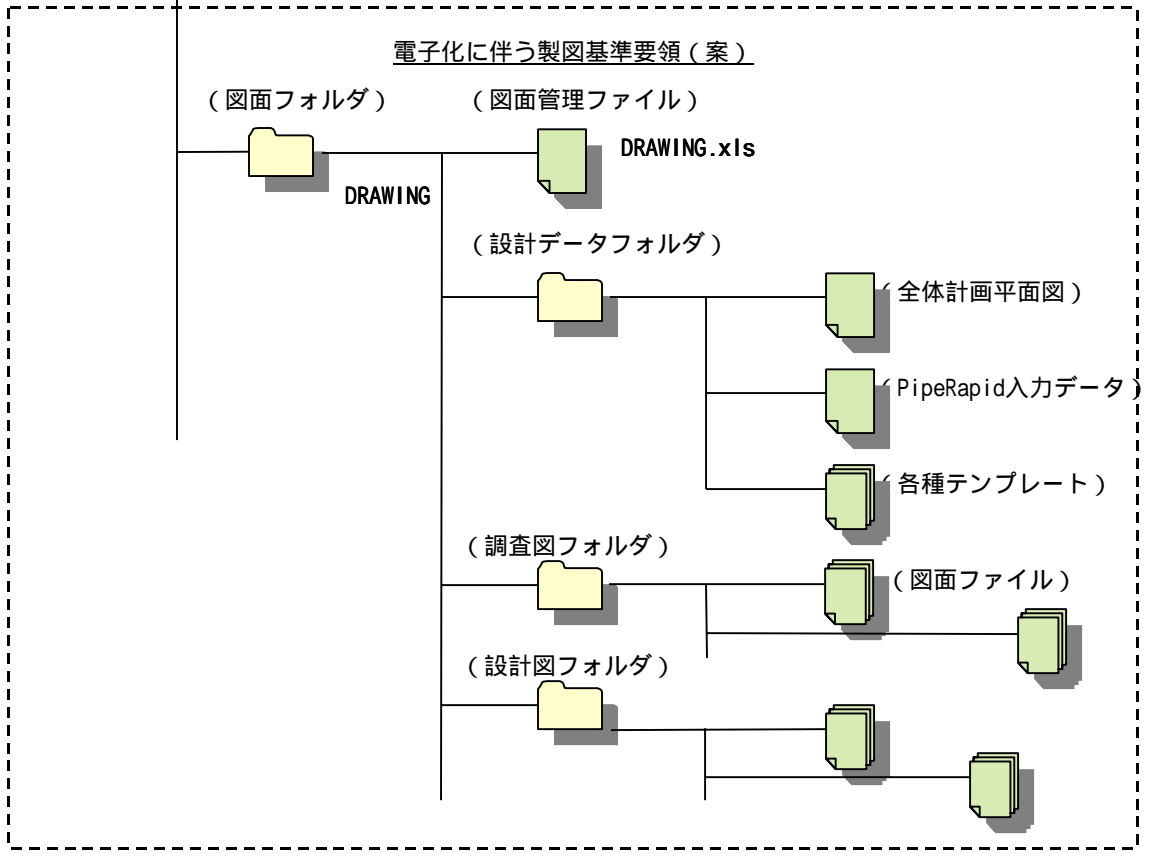 電子化に伴う製図基準要領(案)
(図面フォルダ)
(図面管理ファイル)
DRAWING.xls
DRAWING
(設計データフォルダ)
(全体計画平面図)
(PipeRapid入力データ)
(各種テンプレート)
(調査図フォルダ)
(図面ファイル)
(設計図フォルダ)